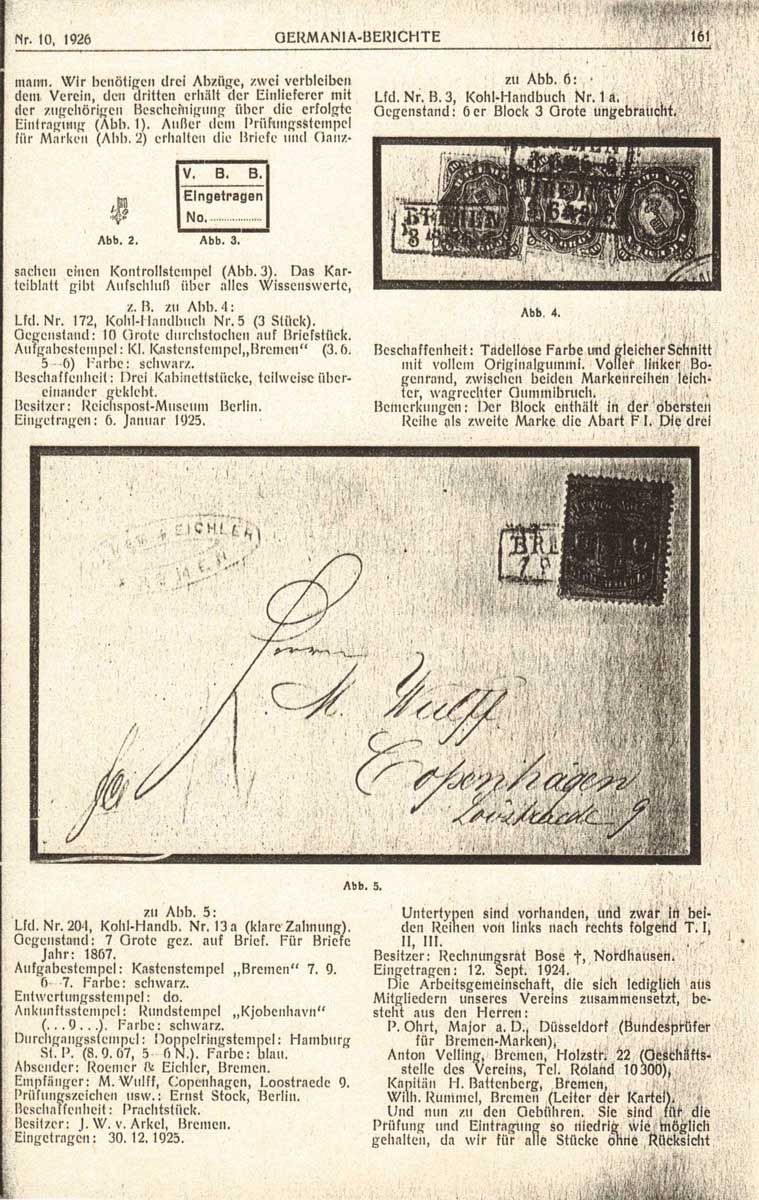 Nr. 10, 1926 GERMANIA-BERICHTE 161
mann. Wir benötigen drei Abzüge, zwei verbleiben
dem Verein, den dritten erhält der Einlieferer mit
der zugehörigen Bescheinigung über die erfolgte
Eintragung (Abb. 1). Außer dem Prüfungsstempel
für Marken (Abb. 2) erhalten die Briefe und Ganz-
V. B. B.
Eingetragen
No.
Abb. 2.
Abb. 3.
sachen einen Kontrollstempel (Abb. 3). Das Kar-
teiblatt gibt Aufschluß über alles Wissenswerte,
z. B. zu Abb. 4:
Lfd. Nr. 172, Kohl-Handbuch Nr. 5 (3 Stück).
Gegenstand: 10 Grote durchstochen auf Briefstück.
Aufgabestempel: Kl. Kastenstempel „Bremen" (3. 6.
5—6) Farbe: schwarz.
Beschaffenheit: Drei Kabinettstücke, teilweise über-
einander geklebt.
Besitzer: Reichspost-Museum Berlin.
Eingetragen: 6. Januar 1925.
zu Abb. 6:
Lfd. Nr. B. 3, Kohl-Handbuch Nr. 1 a.
Gegenstand: 6 er Block 3 Grote ungebraucht.
BREMEN
BREMEN
Abb. 4.
Beschaffenheit: Tadellose Farbe und gleicher Schnitt
mit vollem Originalgummi. Voller linker Bo-
genrand, zwischen beiden Markenreihen leich-
ter, wagrechter Gummibruch.
Bemerkungen: Der Block enthält in der obersten
Reihe als zweite Marke die Abart F I. Die drei
& EICHLER
BREMEN
BRE
Herrn
M. Wulff
Copenhagen
Loostraede 9
Abb. 5.
zu Abb. 5:
Lfd. Nr. 204, Kohl-Handb. Nr. 13 a (klare Zahnung).
Gegenstand: 7 Grote gez. auf Brief. Für Briefe
Jahr: 1867.
Aufgabestempel: Kastenstempel „Bremen" 7. 9.
6—7. Farbe: schwarz.
Entwertungsstempel: do.
Ankunftsstempel: Rundstempel „Kjobenhavn"
(. . . 9 . . .). Farbe: schwarz.
Durchgangsstempel: Doppelringstempel: Hamburg
St. P. (8. 9. 67, 5—6 N.). Farbe: blau.
Absender: Roemer & Eichler, Bremen.
Empfänger: M. Wulff, Copenhagen, Loostraede 9.
Prüfungszeichen usw.: Ernst Stock, Berlin.
Beschaffenheit: Prachtstück.
Besitzer: J. W. v. Arkel, Bremen.
Eingetragen: 30. 12. 1925.
Untertypen sind vorhanden, und zwar in bei-
den Reihen von links nach rechts folgend T. I,
II, III.
Besitzer: Rechnungsrat Bose †, Nordhausen.
Eingetragen: 12. Sept. 1924.
Die Arbeitsgemeinschaft, die sich lediglich aus
Mitgliedern unseres Vereins zusammensetzt, be-
steht aus den Herren:
P. Ohrt, Major a. D., Düsseldorf (Bundesprüfer
für Bremen-Marken),
Anton Velling, Bremen, Holzstr. 22 (Geschäfts-
stelle des Vereins, Tel. Roland 10 300),
Kapitän H. Battenberg, Bremen,
Wilh. Rummel, Bremen (Leiter der Kartei).
Und nun zu den Gebühren. Sie sind für die
Prüfung und Eintragung so niedrig wie möglich
gehalten, da wir für alle Stücke ohne Rücksicht